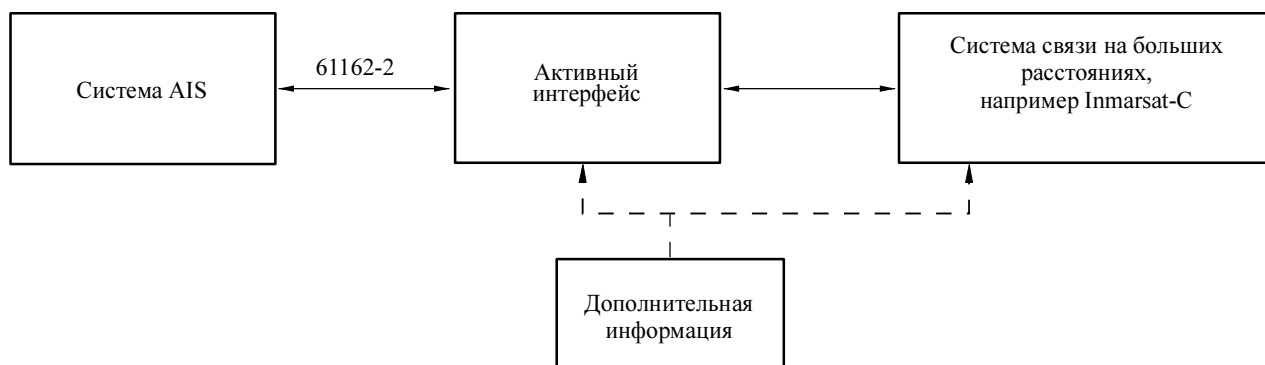 Система AIS
61162-2
Активный
интерфейс
Система связи на больших
расстояниях,
например Inmarsat-C
Дополнительная
информация